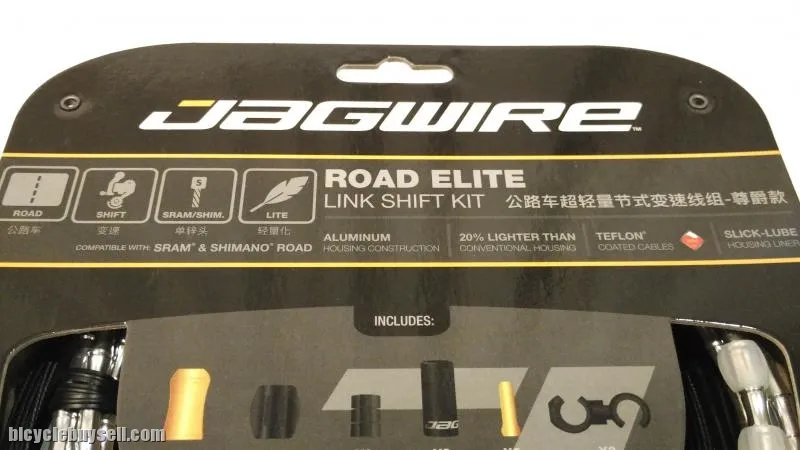 JAGWIRE™
ROAD
公路车
SHIFT
变速
S
SRAM/SHIM.
单锌头
LITE
轻量化
COMPATIBLE WITH: SRAM® & SHIMANO® ROAD
ROAD ELITE
LINK SHIFT KIT 公路车超轻量节式变速线组-尊爵款
ALUMINUM
HOUSING CONSTRUCTION
20% LIGHTER THAN
CONVENTIONAL HOUSING
TEFLON®
COATED CABLES
SLICK-LUBE
HOUSING LINER
INCLUDES:
JAGWIRE
bicyclebuysell.com